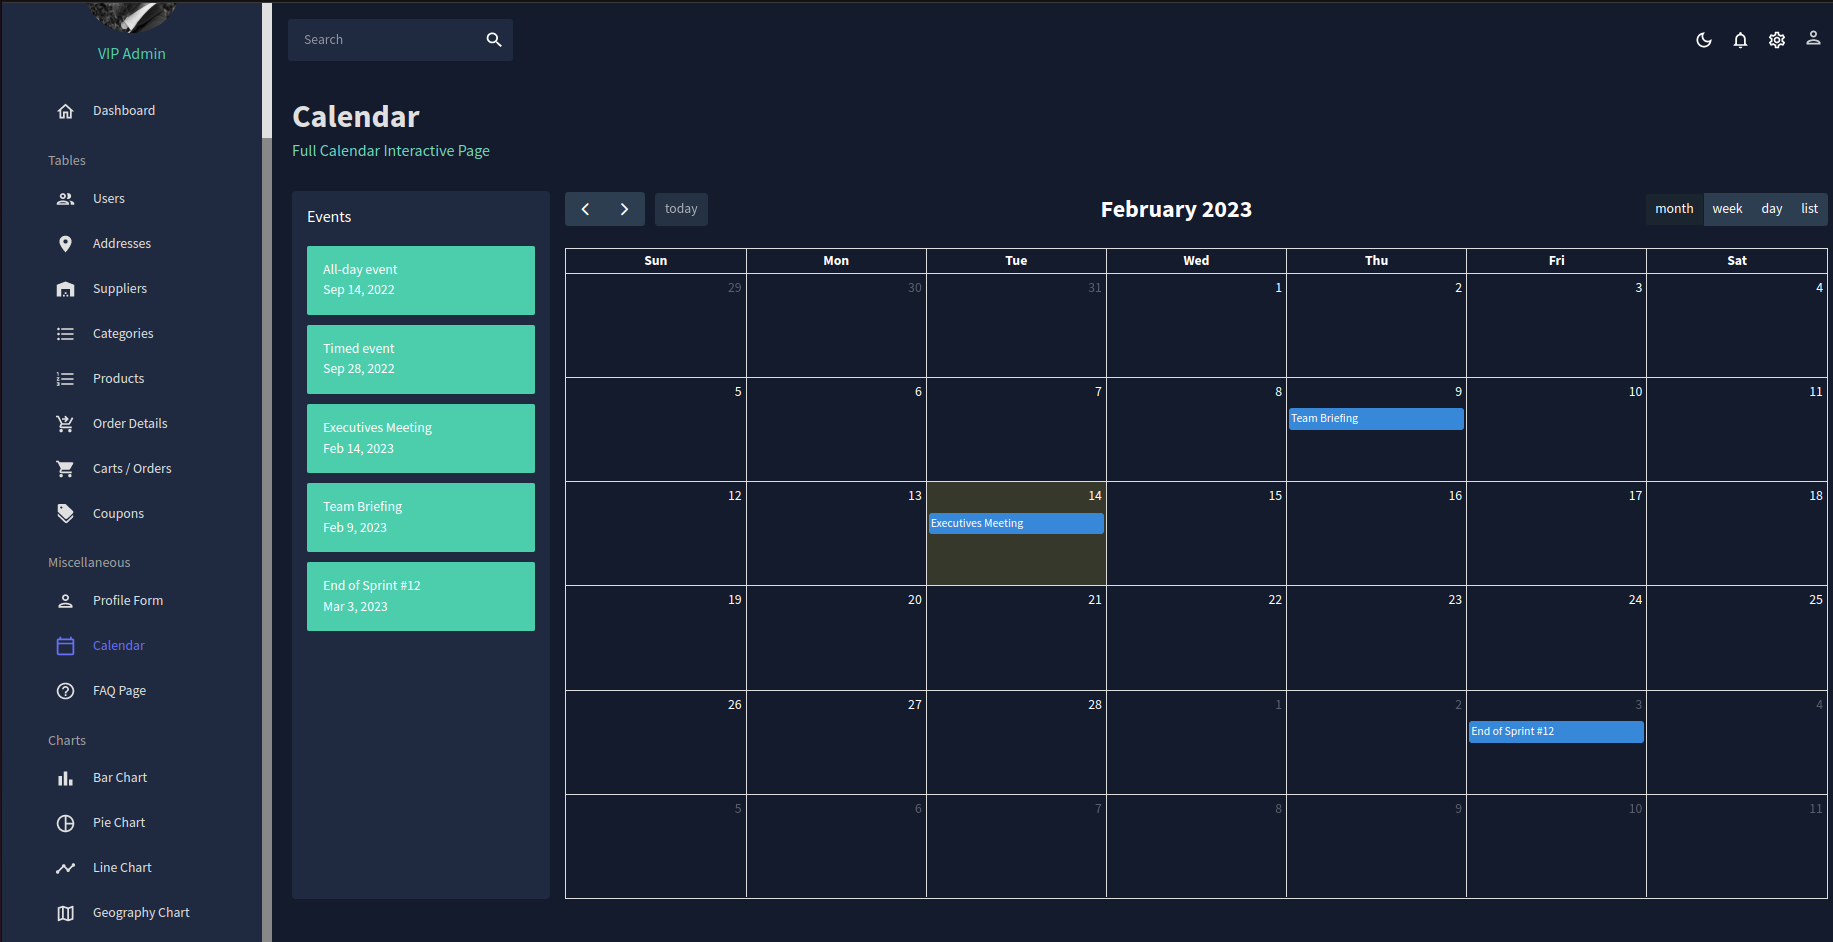 VIP Admin
Dashboard
Tables
Users
Addresses
Suppliers
Categories
Products
Order Details
Carts / Orders
Coupons
Miscellaneous
Profile Form
Calendar
FAQ Page
Charts
Bar Chart
Pie Chart
Line Chart
Geography Chart
Search
Calendar
Full Calendar Interactive Page
Events
All-day event
Sep 14, 2022
Timed event
Sep 28, 2022
Executives Meeting
Feb 14, 2023
Team Briefing
Feb 9, 2023
End of Sprint #12
Mar 3, 2023
today
February 2023
month week day list
Sun Mon Tue Wed Thu Fri Sat
29 30 31 1 2 3 4
5 6 7 8 9 10 11
Team Briefing
12 13 14 15 16 17 18
Executives Meeting
19 20 21 22 23 24 25
26 27 28 1 2 3 4
End of Sprint #12
5 6 7 8 9 10 11